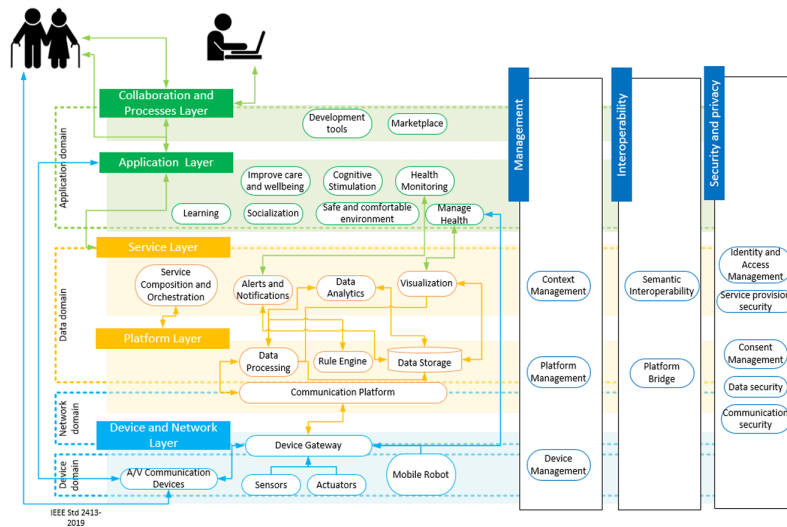 Collaboration and
Processes Layer
Development
tools
Marketplace
Application domain
Application Layer
Improve care
and wellbeing
Cognitive
Stimulation
Health
Monitoring
Learning
Socialization
Safe and comfortable
environment
Manage
Health
Service Layer
Service
Composition and
Orchestration
Alerts and
Notifications
Data
Analytics
Visualization
Data domain
Platform Layer
Data
Processing
Rule Engine
Data Storage
Communication Platform
Network
domain
Device and Network
Layer
Device Gateway
Device
domain
A/V Communication
Devices
Sensors
Actuators
Mobile Robot
IEEE Std 2413-
2019
Management
Context
Management
Platform
Management
Device
Management
Interoperability
Semantic
Interoperability
Platform
Bridge
Security and privacy
Identity and
Access
Management
Service provision
security
Consent
Management
Data security
Communication
security